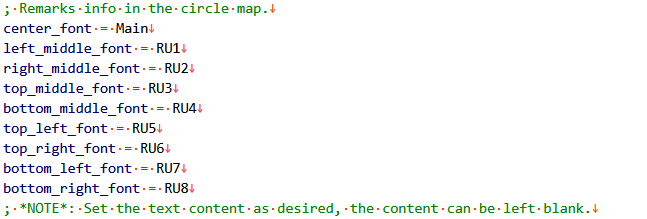 ; Remarks info in the circle map.↓
center_font = Main↓
left_middle_font = RU1↓
right_middle_font = RU2↓
top_middle_font = RU3↓
bottom_middle_font = RU4↓
top_left_font = RU5↓
top_right_font = RU6↓
bottom_left_font = RU7↓
bottom_right_font = RU8↓
; *NOTE*: Set the text content as desired, the content can be left blank.↓